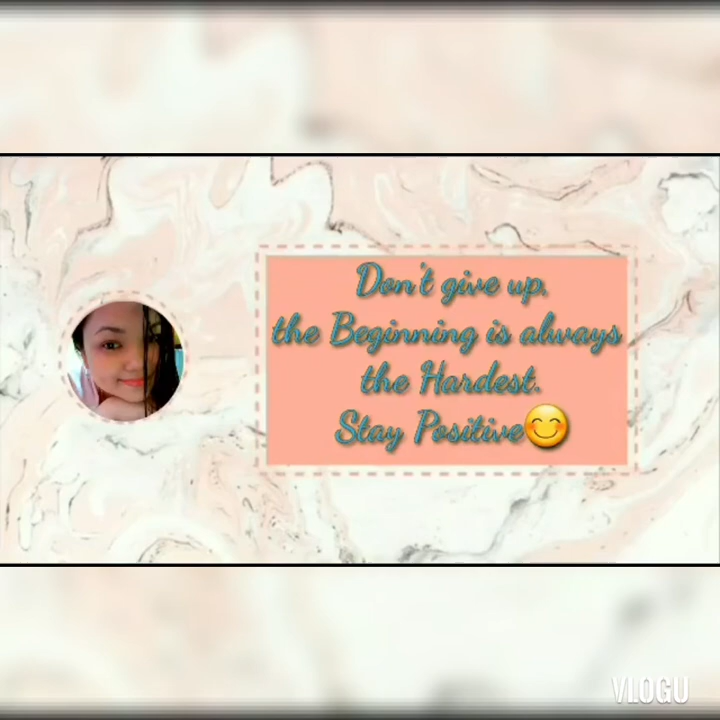 Don't give up.
the Beginning is always
the Hardest.
Stay Positive😊
VLOGU